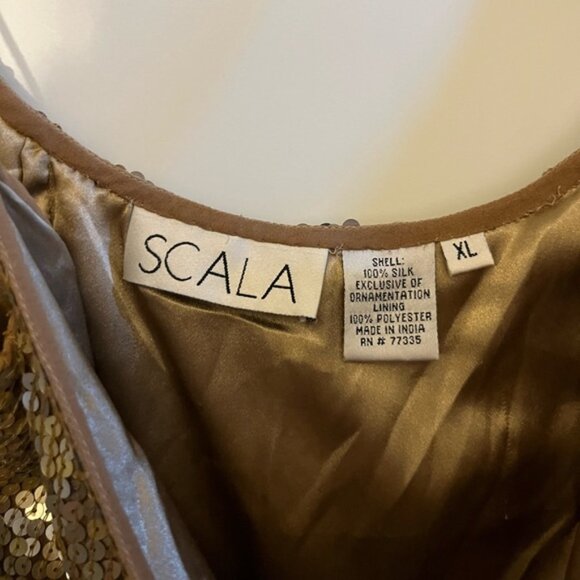 SCALA
SHELL:
100% SILK
EXCLUSIVE OF
ORNAMENTATION
LINING
100% POLYESTER
MADE IN INDIA
RN # 77335
XL